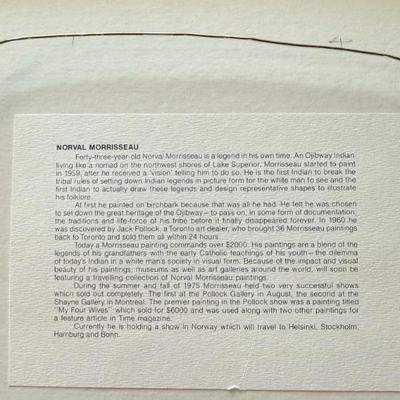 NORVAL MORRISSEAU
Forty-three-year-old Norval Morrisseau is a legend in his own time. An Ojibway Indian
living like a nomad on the northwest shores of Lake Superior, Morrisseau started to paint
in 1959, after he received a 'vision' telling him to do so. He is the first Indian to break the
tribal rules of setting down Indian legends in picture form for the white man to see and the
first Indian to actually draw these legends and design representative shapes to illustrate
his folklore.
At first he painted on birchbark because that was all he had. He felt he was chosen
to set down the great heritage of the Ojibway—to pass on, in some form of documentation,
the traditions and life-force of his tribe before it finally disappeared forever. In 1960 he
was discovered by Jack Pollock, a Toronto art dealer, who brought 36 Morrisseau paintings
back to Toronto and sold them all within 24 hours.
Today a Morrisseau painting commands over $2000. His paintings are a blend of the
legends of his grandfathers with the early Catholic teachings of his youth—the dilemma
of today's Indian in a white man's society in visual form. Because of the impact and visual
beauty of his paintings, museums as well as art galleries around the world, will soon be
featuring a travelling collection of Norval Morrisseau paintings.
During the summer and fall of 1975 Morrisseau held two very successful shows
which sold out completely. The first at the Pollock Gallery in August, the second at the
Shayne Gallery in Montreal. The premier painting in the Pollock show was a painting titled
"My Four Wives" which sold for $6000 and was used along with two other paintings for
a feature article in Time magazine.
Currently he is holding a show in Norway which will travel to Helsinki, Stockholm,
Hamburg and Bonn.